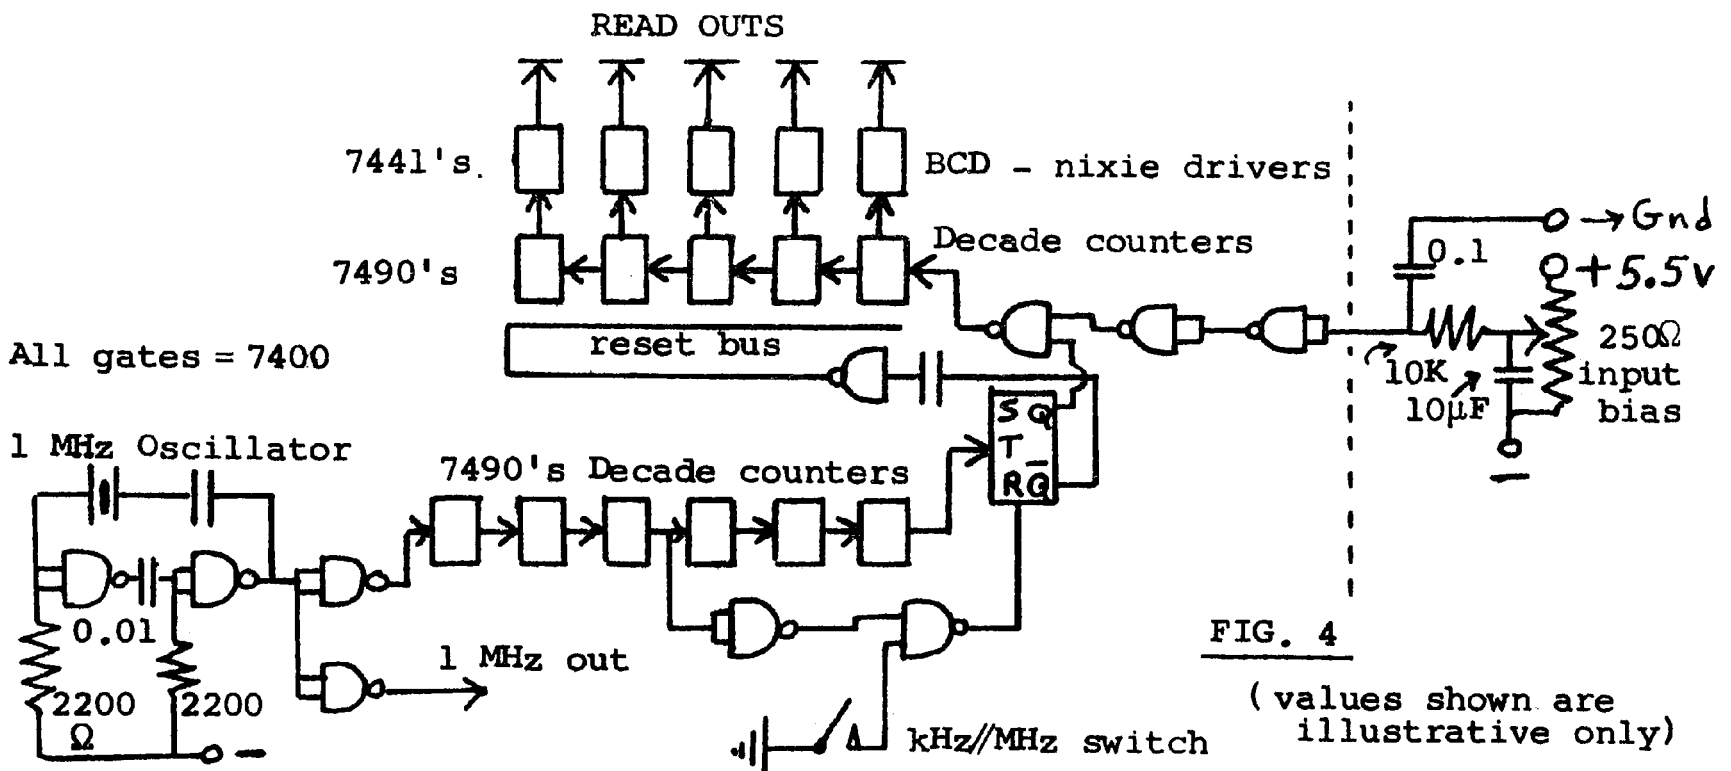 READ OUTS
7441's.
BCD - nixie drivers
7490's
Decade counters
→ Gnd
0.1
+5.5v
reset bus
250Ω
input
bias
10K
10µF
All gates = 7400
S Q
T
R Q̅
1 MHz Oscillator
7490's Decade counters
0.01
2200
Ω
2200
-
1 MHz out
kHz//MHz switch
-
FIG. 4
(values shown are
illustrative only)